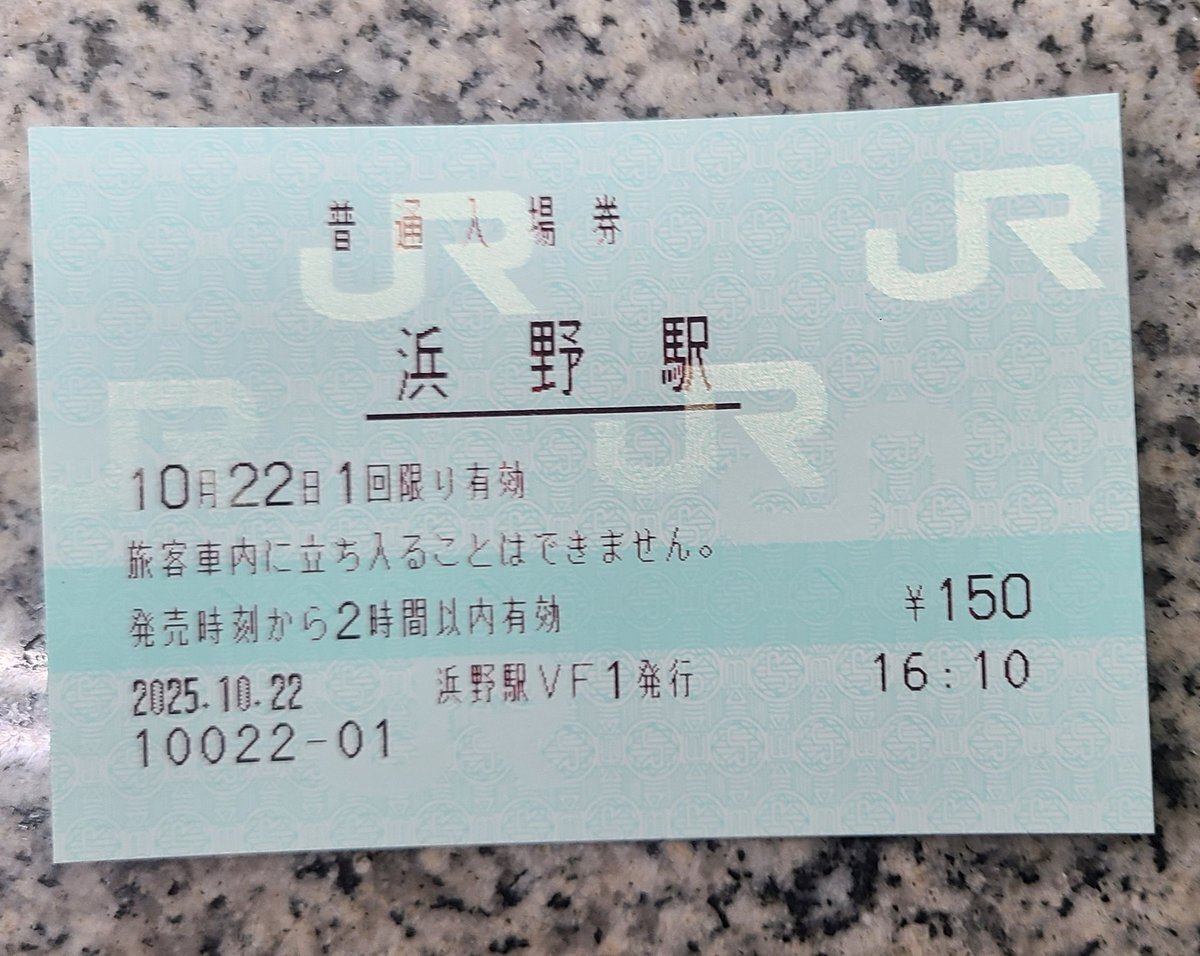 普通入場券
浜野駅
10月22日1回限り有効
旅客車内に立ち入ることはできません。
発売時刻から2時間以内有効
¥150
2025.10.22 浜野駅VF1発行 16:10
10022-01
JR
JR
JR